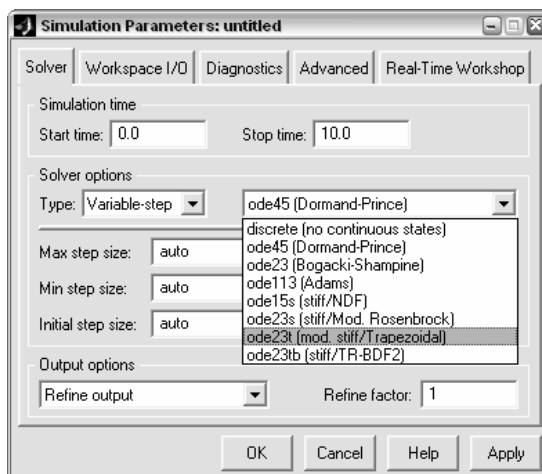 Simulation Parameters: untitled
Solver Workspace I/O Diagnostics Advanced Real-Time Workshop
Simulation time
Start time: 0.0 Stop time: 10.0
Solver options
Type: Variable-step ode45 (Dormand-Prince)
discrete (no continuous states)
ode45 (Dormand-Prince)
Max step size: auto
ode23 (Bogacki-Shampine)
ode113 (Adams)
Min step size: auto
ode15s (stiff/NDF)
ode23s (stiff/Mod. Rosenbrock)
Initial step size: auto
ode23t (mod. stiff/Trapezoidal)
ode23tb (stiff/TR-BDF2)
Output options
Refine output Refine factor: 1
OK Cancel Help Apply